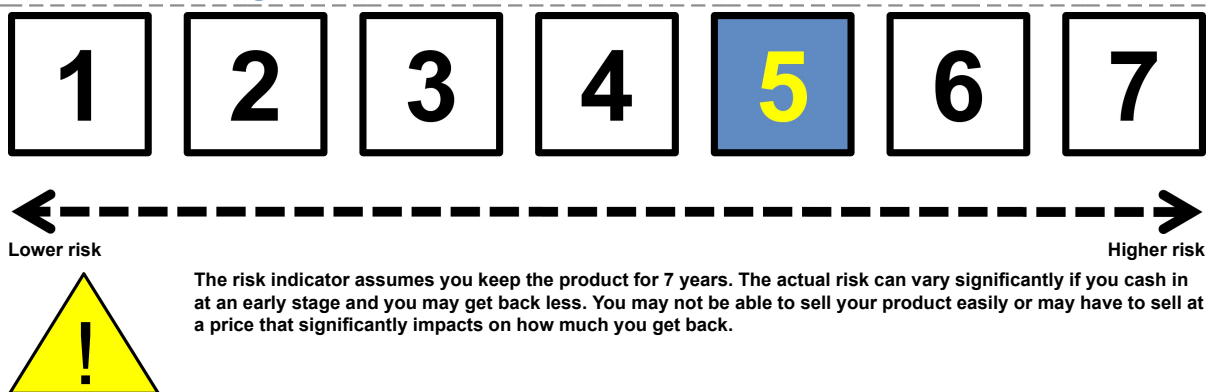 1 2 3 4 5 6 7
Lower risk Higher risk
The risk indicator assumes you keep the product for 7 years. The actual risk can vary significantly if you cash in
at an early stage and you may get back less. You may not be able to sell your product easily or may have to sell at
a price that significantly impacts on how much you get back.
!